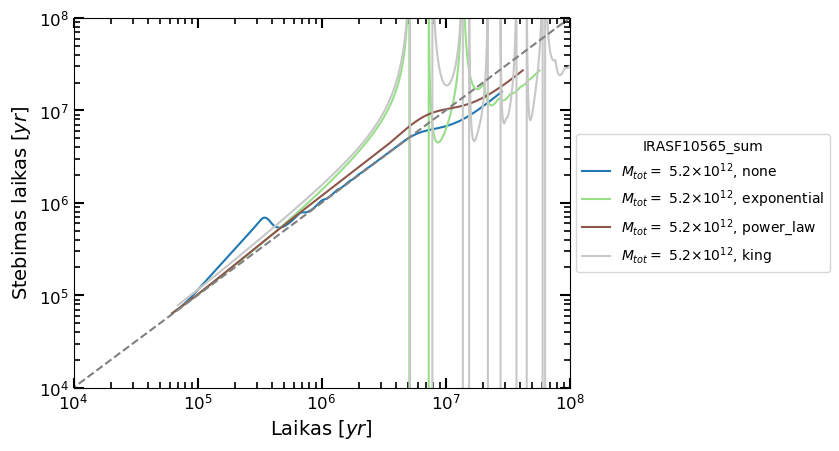 10^8
10^7
10^6
10^5
10^4
Stebimas laikas [yr]
10^4 10^5 10^6 10^7 10^8
Laikas [yr]
IRASF10565_sum
M_tot = 5.2×10^12, none
M_tot = 5.2×10^12, exponential
M_tot = 5.2×10^12, power_law
M_tot = 5.2×10^12, king